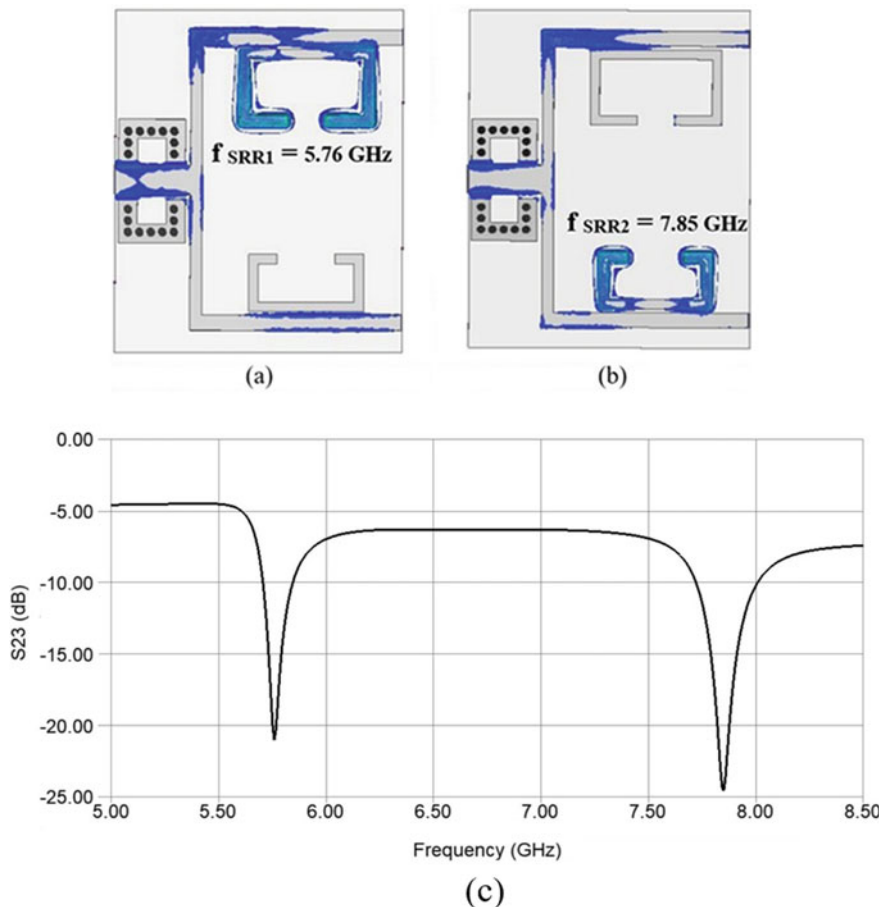 f SRR1 = 5.76 GHz
f SRR2 = 7.85 GHz
(a)
(b)
0.00
-5.00
-10.00
-15.00
-20.00
-25.00
S23 (dB)
5.00 5.50 6.00 6.50 7.00 7.50 8.00 8.50
Frequency (GHz)
(c)